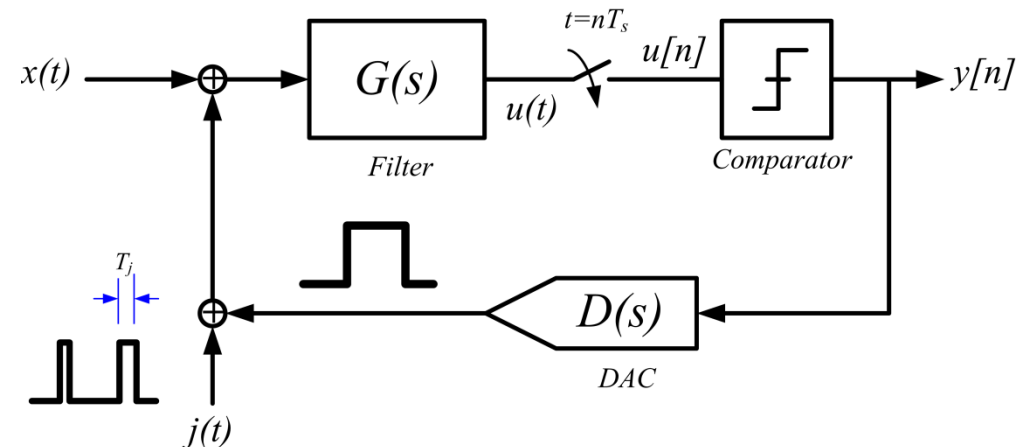 t=nTs
x(t)
G(s)
u[n]
y[n]
u(t)
Filter
Comparator
Tj
D(s)
DAC
j(t)